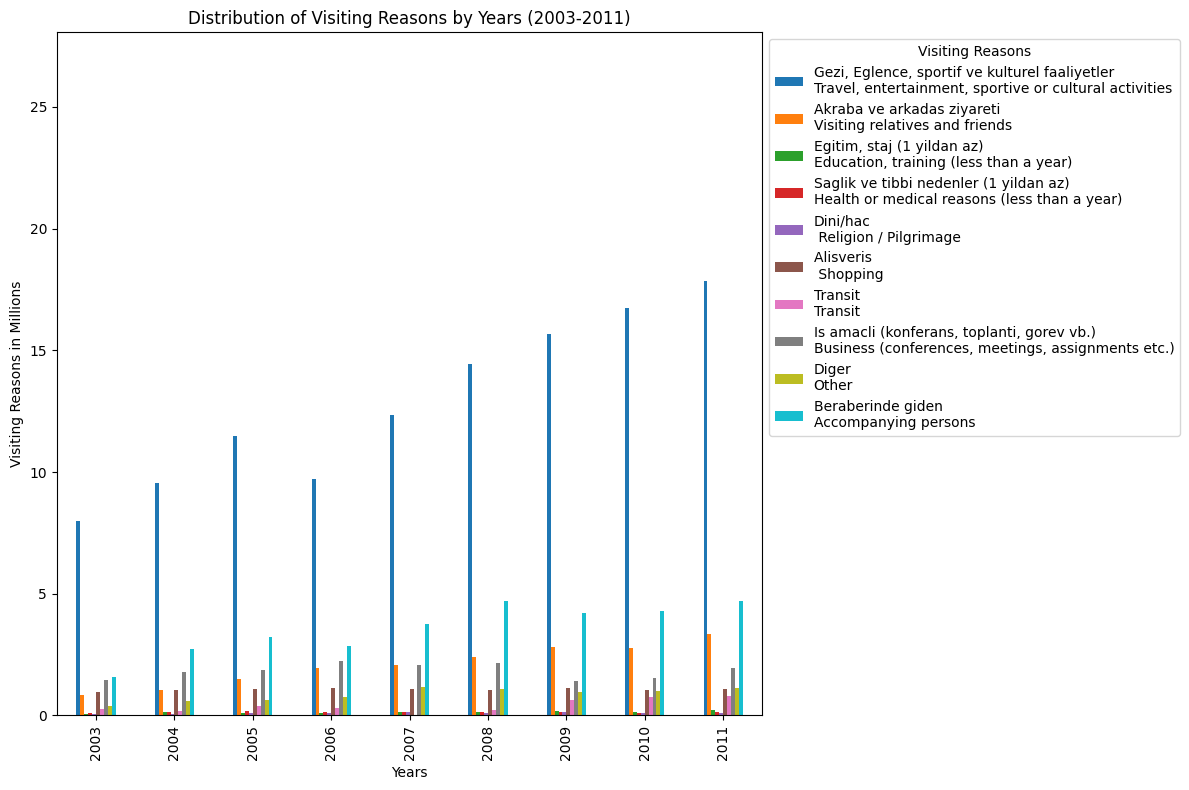 Distribution of Visiting Reasons by Years (2003-2011)
Visiting Reasons in Millions
25
20
15
10
5
0
2003
2004
2005
2006
2007
2008
2009
2010
2011
Years
Visiting Reasons
Gezi, Eglence, sportif ve kulturel faaliyetler
Travel, entertainment, sportive or cultural activities
Akraba ve arkadas ziyareti
Visiting relatives and friends
Egitim, staj (1 yildan az)
Education, training (less than a year)
Saglik ve tibbi nedenler (1 yildan az)
Health or medical reasons (less than a year)
Dini/hac
Religion / Pilgrimage
Alisveris
Shopping
Transit
Transit
Is amacli (konferans, toplanti, gorev vb.)
Business (conferences, meetings, assignments etc.)
Diger
Other
Beraberinde giden
Accompanying persons